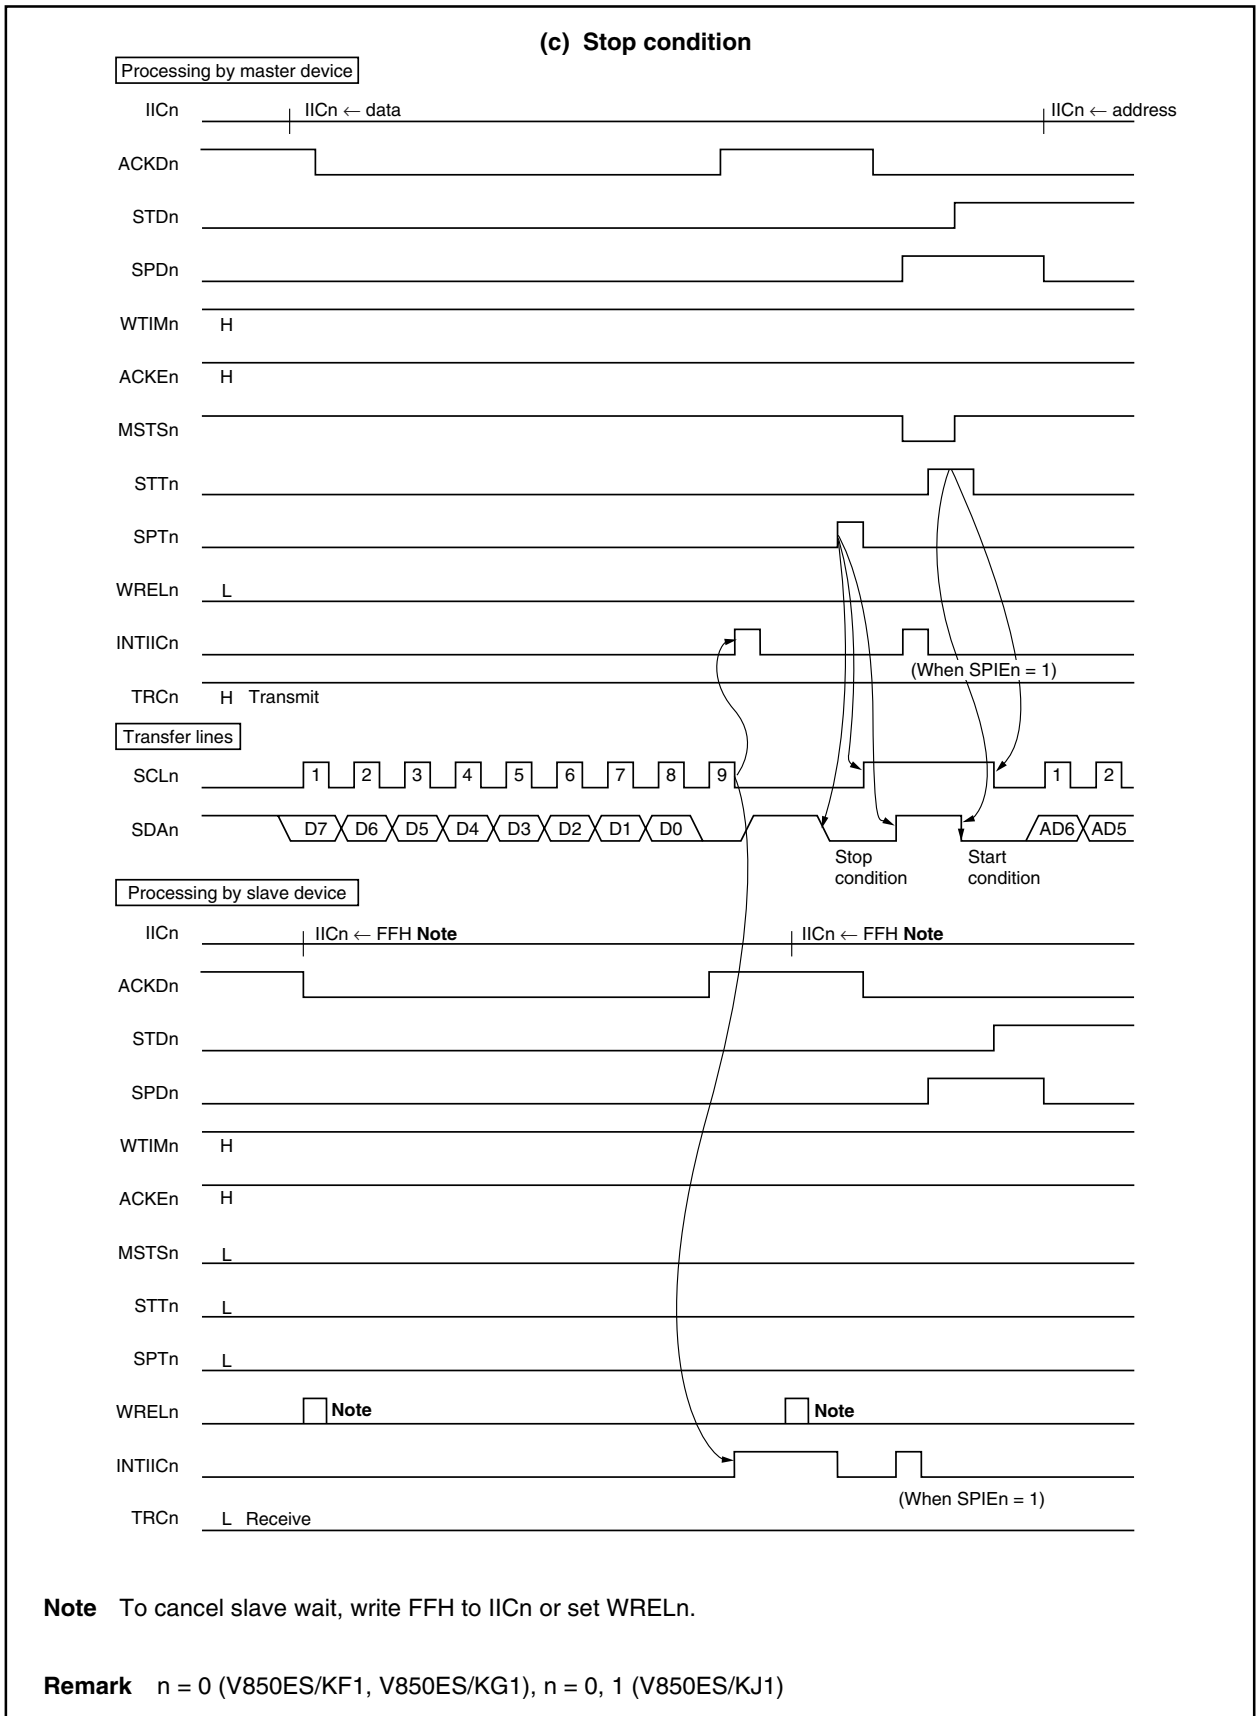 (c) Stop condition
Processing by master device
IICn IICn ← data IICn ← address
ACKDn
STDn
SPDn
WTIMn H
ACKEn H
MSTSn
STTn
SPTn
WRELn L
INTIICn
(When SPIEn = 1)
TRCn H Transmit
Transfer lines
SCLn 1 2 3 4 5 6 7 8 9 1 2
SDAn D7 D6 D5 D4 D3 D2 D1 D0 AD6 AD5
Stop condition
Start condition
Processing by slave device
IICn IICn ← FFH Note IICn ← FFH Note
ACKDn
STDn
SPDn
WTIMn H
ACKEn H
MSTSn L
STTn L
SPTn L
WRELn Note Note
INTIICn
(When SPIEn = 1)
TRCn L Receive
Note To cancel slave wait, write FFH to IICn or set WRELn.
Remark n = 0 (V850ES/KF1, V850ES/KG1), n = 0, 1 (V850ES/KJ1)